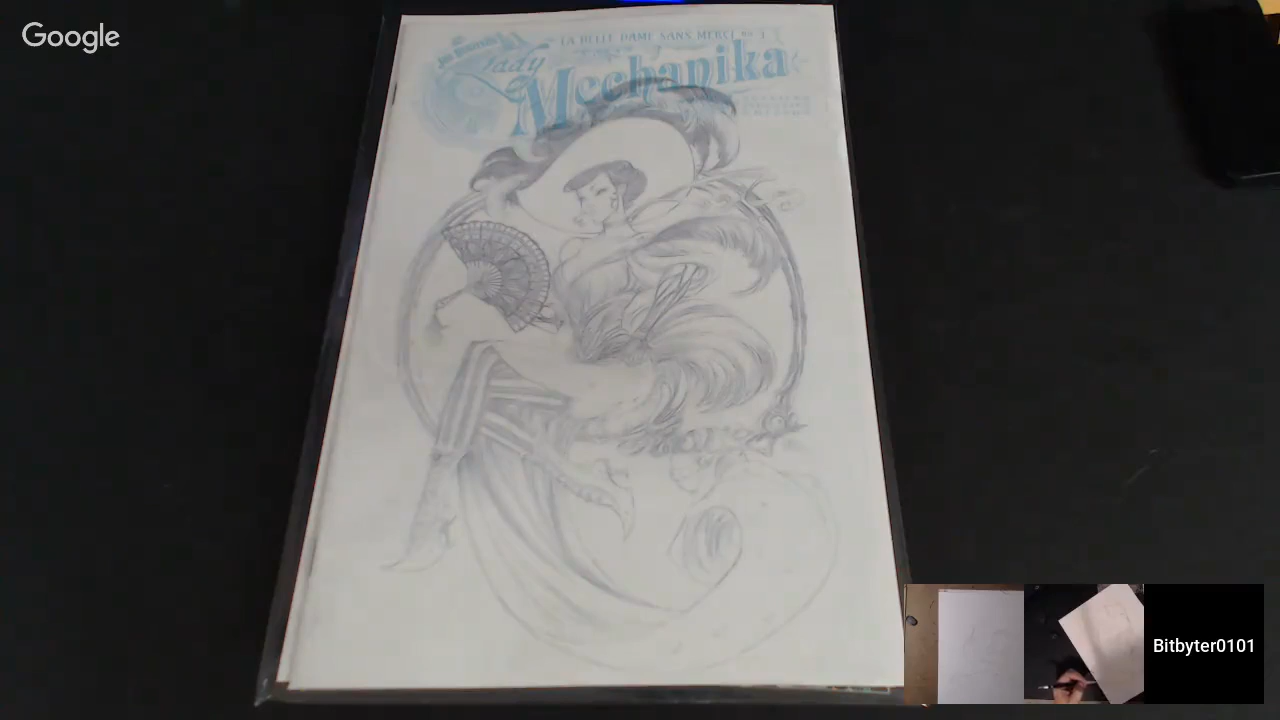 Google
LA BELLE DAME SANS MERCI No. 1
Lady
Mechanika
Bitbyter0101